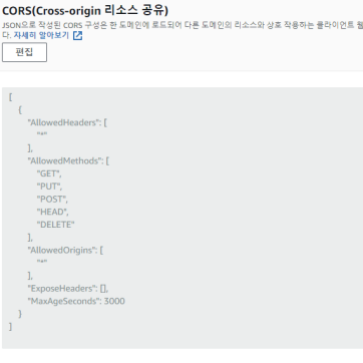 CORS(Cross-origin 리소스 공유)
JSON으로 작성된 CORS 구성은 한 도메인에 로드되어 다른 도메인의 리소스와 상호 작용하는 클라이언트 웹
다. 자세히 알아보기
편집
[
{
"AllowedHeaders": [
"*"
],
"AllowedMethods": [
"GET",
"PUT",
"POST",
"HEAD",
"DELETE"
],
"AllowedOrigins": [
"*"
],
"ExposeHeaders": [],
"MaxAgeSeconds": 3000
}
]